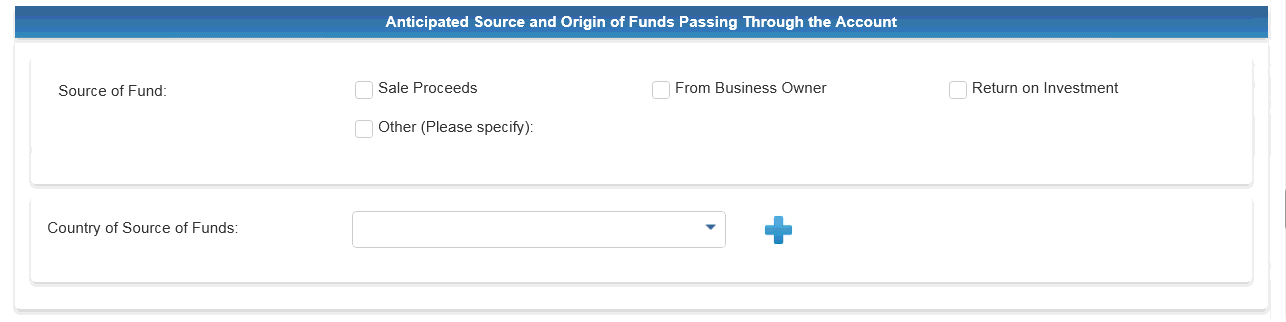 Anticipated Source and Origin of Funds Passing Through the Account
Source of Fund:
Sale Proceeds
From Business Owner
Return on Investment
Other (Please specify):
Country of Source of Funds: